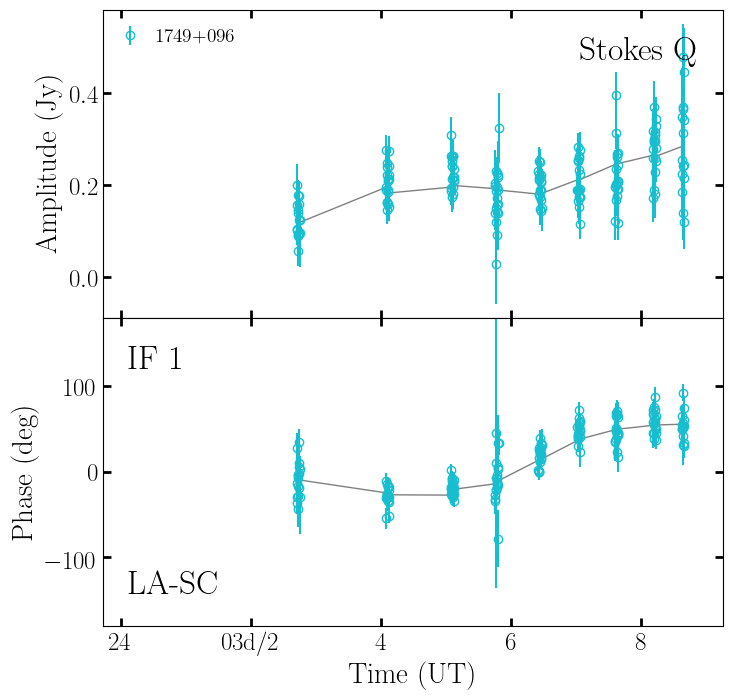 1749+096
Stokes Q
0.4
0.2
0.0
Amplitude (Jy)
IF 1
100
0
−100
Phase (deg)
LA-SC
24 03d/2 4 6 8
Time (UT)